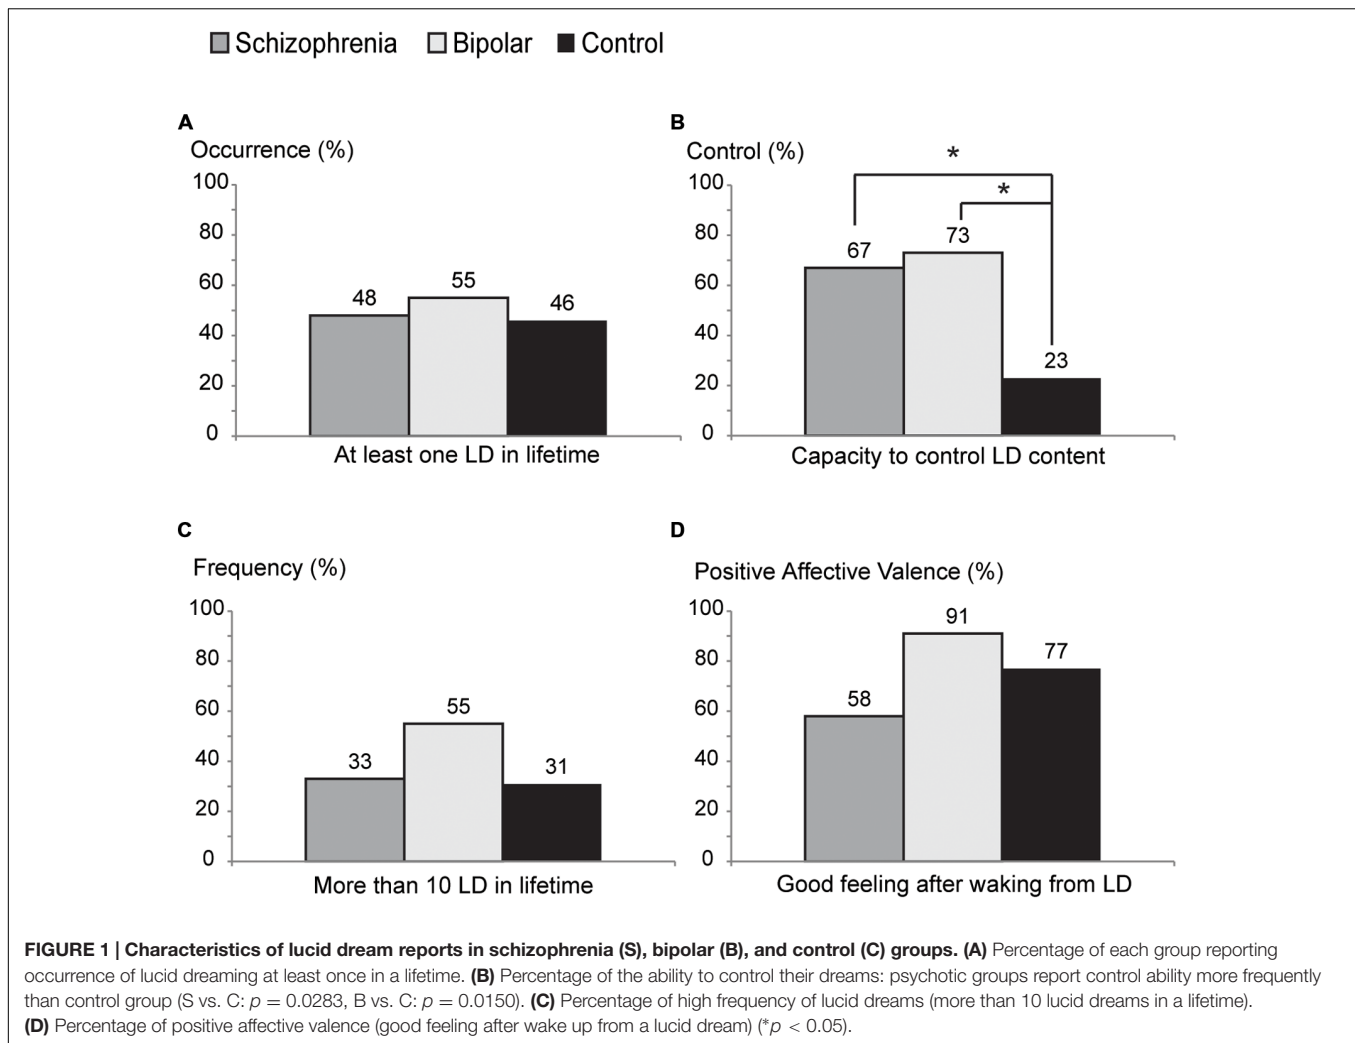 Schizophrenia Bipolar Control
A
Occurrence (%)
100
80
60
40
20
0
48
55
46
At least one LD in lifetime
B
Control (%)
100
80
60
40
20
0
*
*
67
73
23
Capacity to control LD content
C
Frequency (%)
100
80
60
40
20
0
33
55
31
More than 10 LD in lifetime
D
Positive Affective Valence (%)
100
80
60
40
20
0
58
91
77
Good feeling after waking from LD
FIGURE 1 | Characteristics of lucid dream reports in schizophrenia (S), bipolar (B), and control (C) groups. (A) Percentage of each group reporting
occurrence of lucid dreaming at least once in a lifetime. (B) Percentage of the ability to control their dreams: psychotic groups report control ability more frequently
than control group (S vs. C: p = 0.0283, B vs. C: p = 0.0150). (C) Percentage of high frequency of lucid dreams (more than 10 lucid dreams in a lifetime).
(D) Percentage of positive affective valence (good feeling after wake up from a lucid dream) (*p < 0.05).